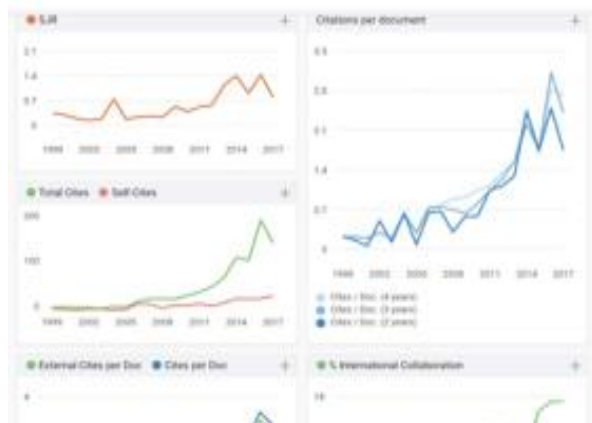 SJR
2.1
1.4
0.7
0
1999 2002 2005 2008 2011 2014 2017
Total Cites Self Cites
200
100
0
1999 2002 2005 2008 2011 2014 2017
External Cites per Doc Cites per Doc
4
Citations per document
3.5
2.8
2.1
1.4
0.7
0
1999 2002 2005 2008 2011 2014 2017
Cites / Doc. (4 years)
Cites / Doc. (3 years)
Cites / Doc. (2 years)
% International Collaboration